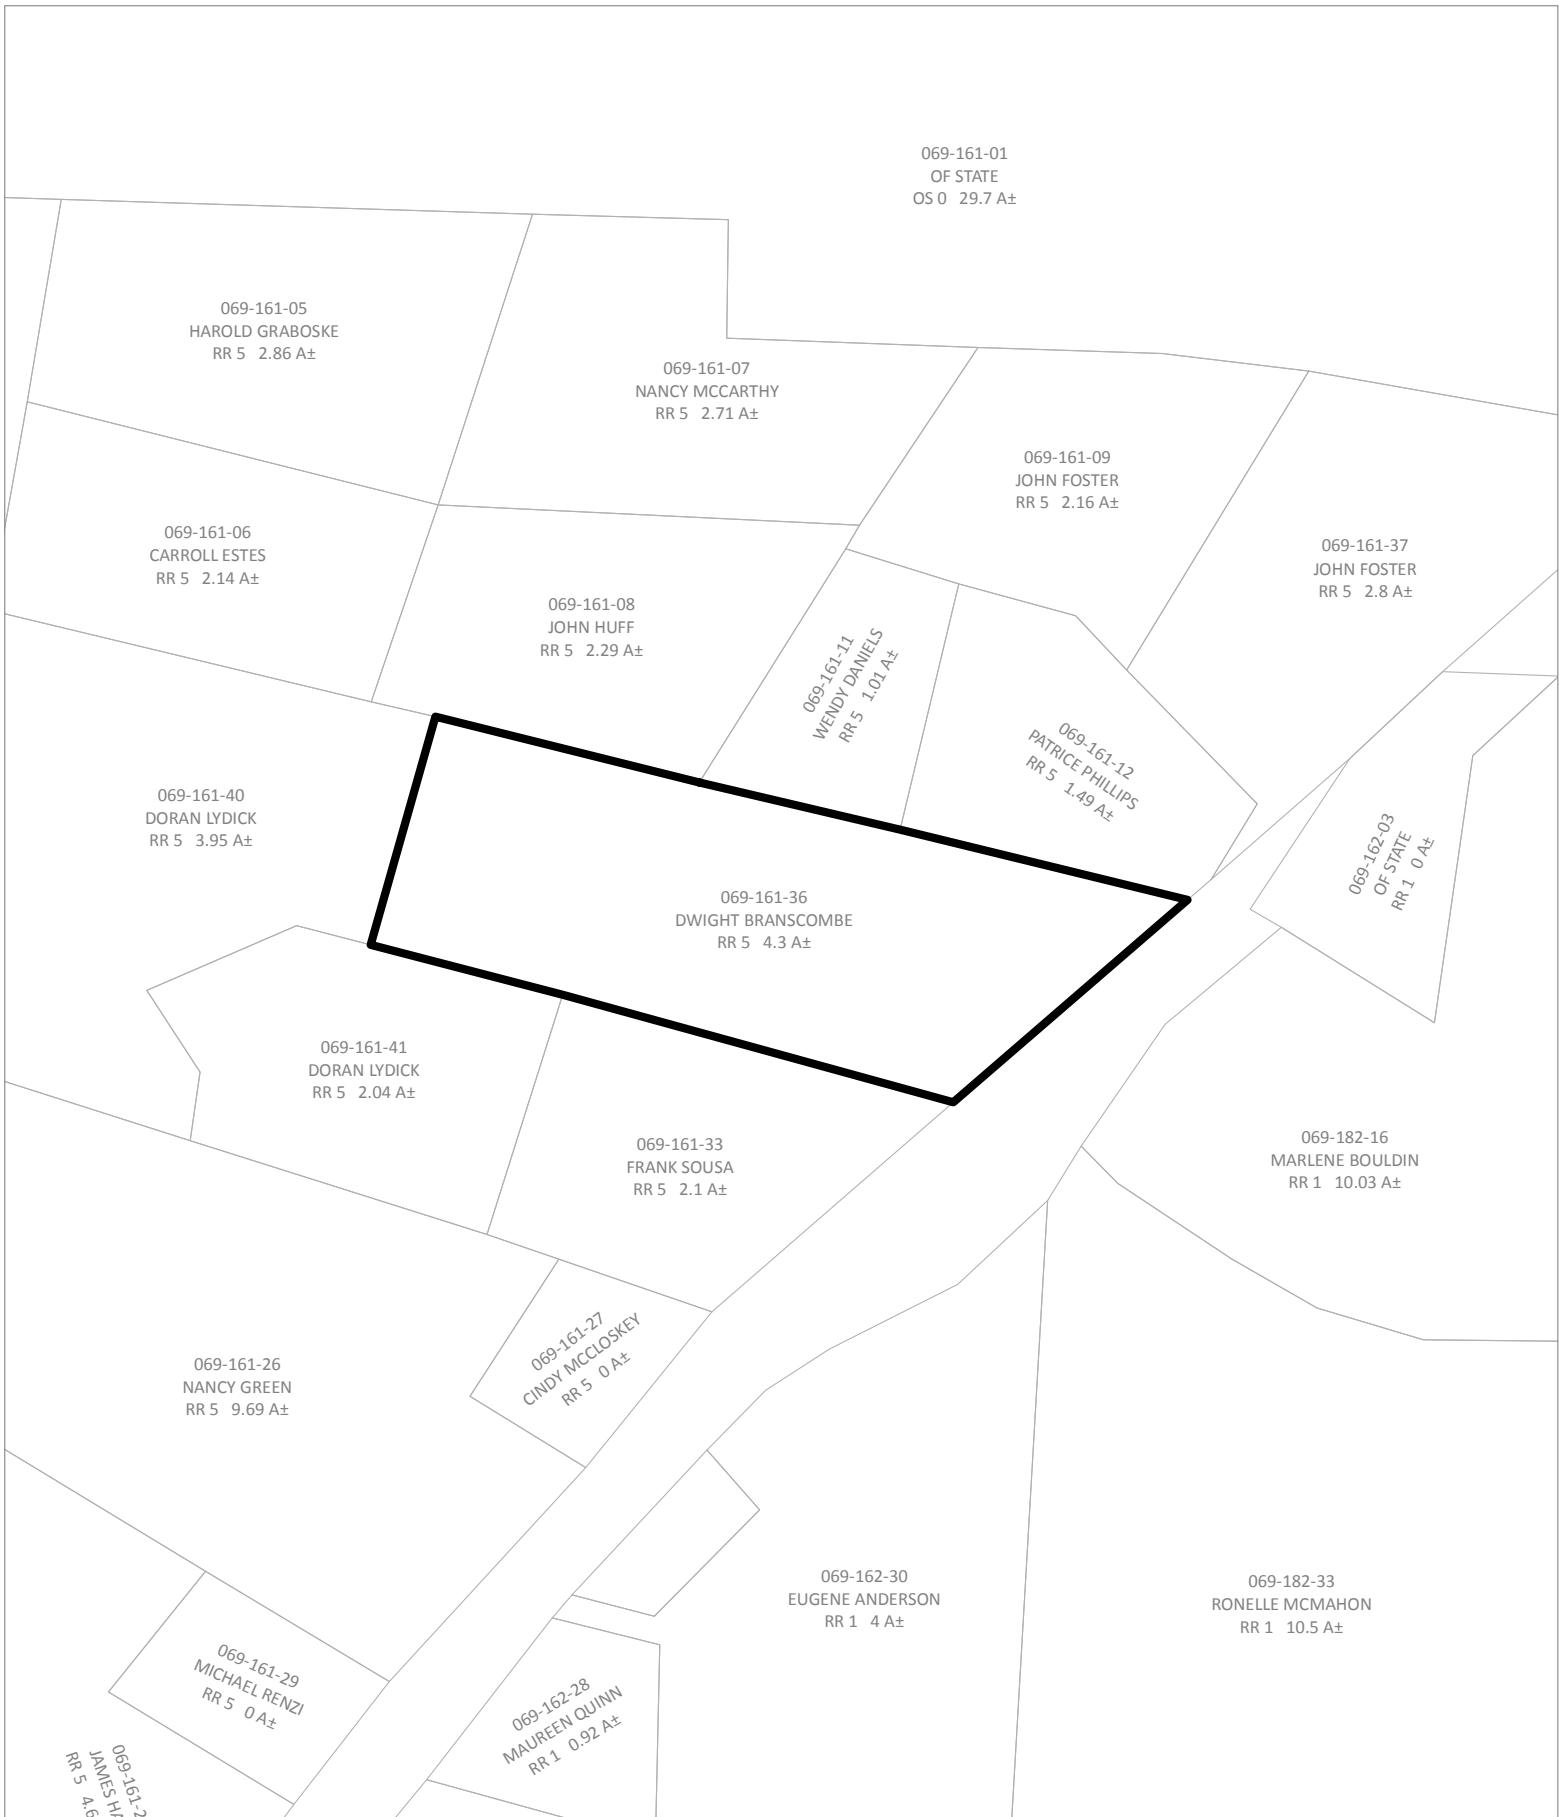 069-161-01
OF STATE
OS 0 29.7 A±
069-161-05
HAROLD GRABOSKE
RR 5 2.86 A±
069-161-07
NANCY MCCARTHY
RR 5 2.71 A±
069-161-09
JOHN FOSTER
RR 5 2.16 A±
069-161-37
JOHN FOSTER
RR 5 2.8 A±
069-161-06
CARROLL ESTES
RR 5 2.14 A±
069-161-08
JOHN HUFF
RR 5 2.29 A±
069-161-11
WENDY DANIELS
RR 5 1.01 A±
069-161-12
PATRICE PHILLIPS
RR 5 1.49 A±
069-161-40
DORAN LYDICK
RR 5 3.95 A±
069-162-03
OF STATE
RR 1 0 A±
069-161-36
DWIGHT BRANSCOMBE
RR 5 4.3 A±
069-161-41
DORAN LYDICK
RR 5 2.04 A±
069-161-33
FRANK SOUSA
RR 5 2.1 A±
069-182-16
MARLENE BOULDIN
RR 1 10.03 A±
069-161-27
CINDY MCCLOSKEY
RR 5 0 A±
069-161-26
NANCY GREEN
RR 5 9.69 A±
069-162-30
EUGENE ANDERSON
RR 1 4 A±
069-182-33
RONELLE MCMAHON
RR 1 10.5 A±
069-161-29
MICHAEL RENZI
RR 5 0 A±
069-162-28
MAUREEN QUINN
RR 1 0.92 A±
069-161-2
JAMES HA
RR 5 4.6